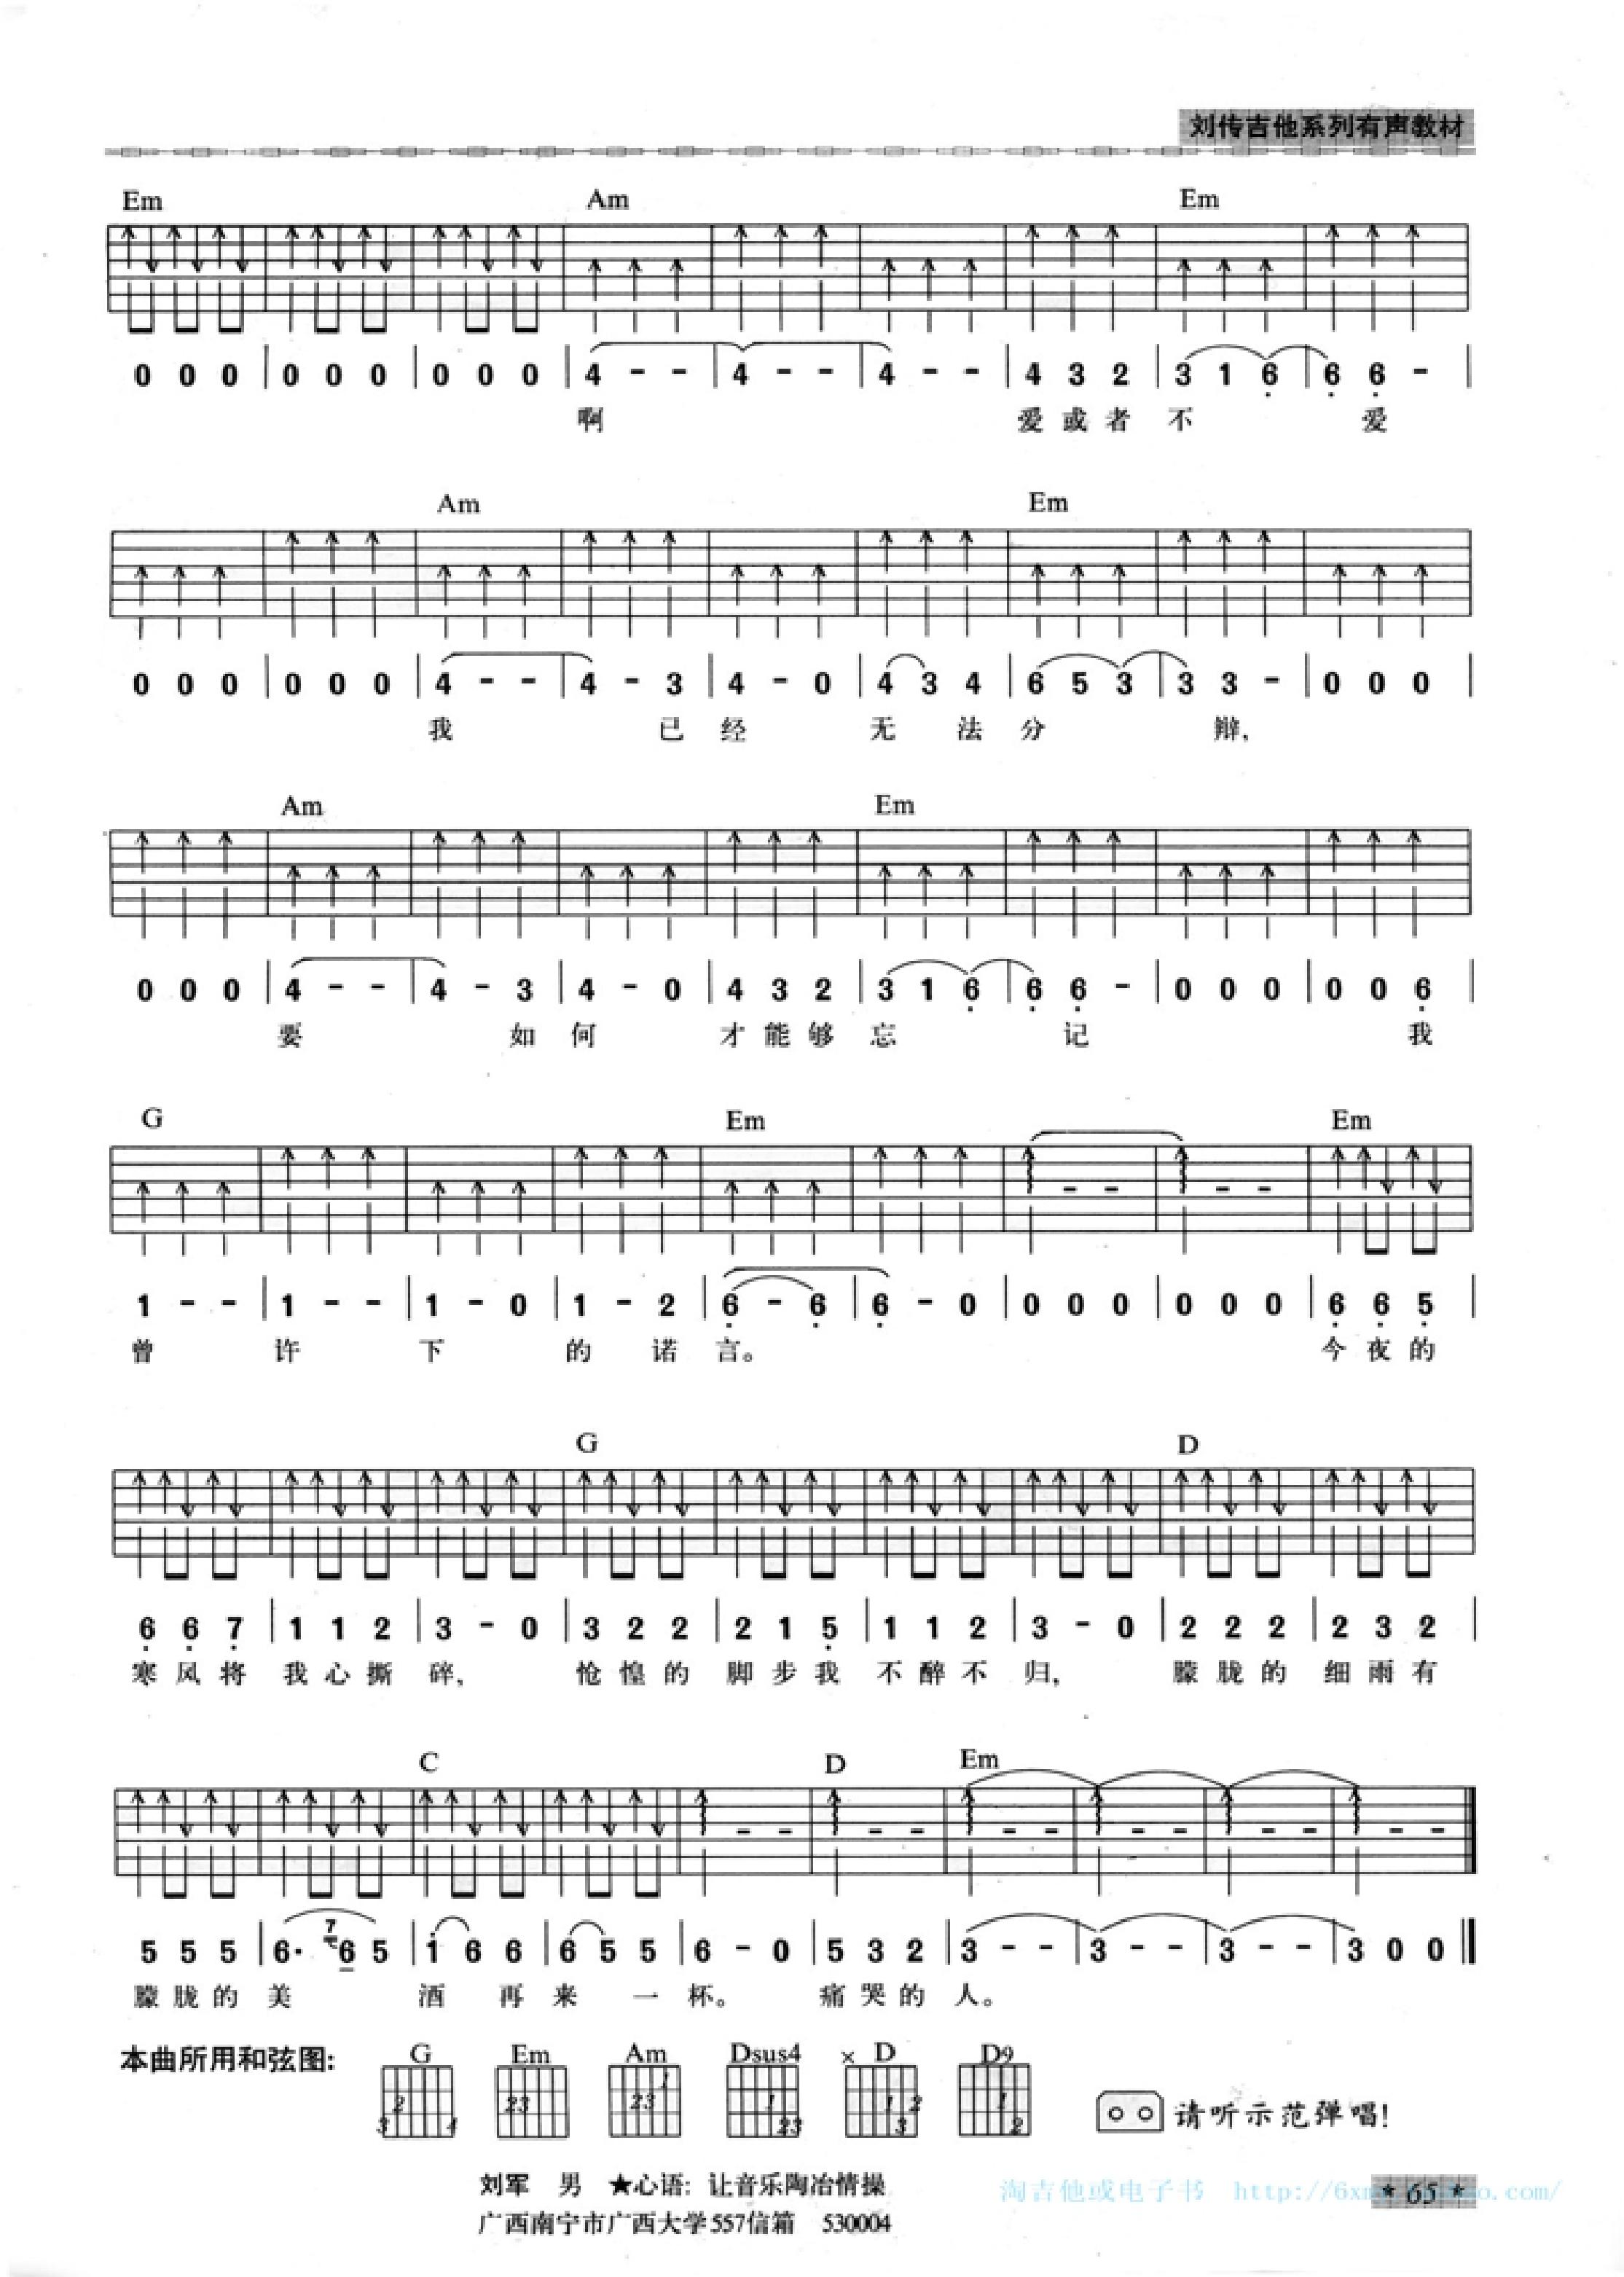 刘传吉他系列有声教材
Em Am Em
0 0 0 | 0 0 0 | 0 0 0 | 4 - - | 4 - - | 4 - - | 4 3 2 | 3 1 6 | 6 6 - |
啊 爱 或 者 不 爱
Am Em
0 0 0 | 0 0 0 | 4 - - | 4 - 3 | 4 - 0 | 4 3 4 | 6 5 3 | 3 3 - | 0 0 0 |
我 已 经 无 法 分 辩,
Am Em
0 0 0 | 4 - - | 4 - 3 | 4 - 0 | 4 3 2 | 3 1 6 | 6 6 - | 0 0 0 | 0 0 6 |
要 如 何 才 能 够 忘 记 我
G Em Em
1 - - | 1 - - | 1 - 0 | 1 - 2 | 6 - 6 | 6 - 0 | 0 0 0 | 0 0 0 | 6 6 5 |
曾 许 下 的 诺 言。 今 夜 的
G D
6 6 7 | 1 1 2 | 3 - 0 | 3 2 2 | 2 1 5 | 1 1 2 | 3 - 0 | 2 2 2 | 2 3 2 |
寒 风 将 我 心 撕 碎, 怆 惶 的 脚 步 我 不 醉 不 归, 朦 胧 的 细 雨 有
C D Em
5 5 5 | 6· 7 6 5 | 1 6 6 | 6 5 5 | 6 - 0 | 5 3 2 | 3 - - | 3 - - | 3 - - | 3 0 0 ‖
朦 胧 的 美 酒 再 来 一 杯。 痛 哭 的 人。
本曲所用和弦图: G Em Am Dsus4 × D D9
2 3 4 23 1 23 1 23 1 2 3 1 2
请听示范弹唱!
刘军 男 ★心语: 让音乐陶冶情操
广西南宁市广西大学557信箱 530004
淘吉他或电子书
★ 65 ★